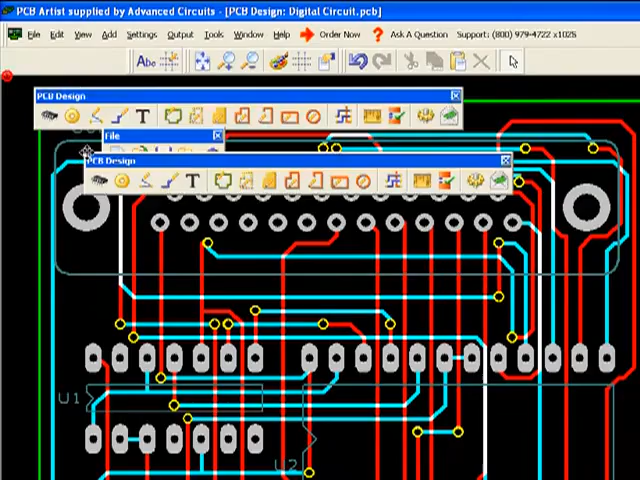 PCB Artist supplied by Advanced Circuits - [PCB Design: Digital Circuit.pcb]
File Edit View Add Settings Output Tools Window Order Now ? Ask A Question Support: (800) 979-4722 x1025
Abc
PCB Design
T
File
PCB Design
T
U1
U2